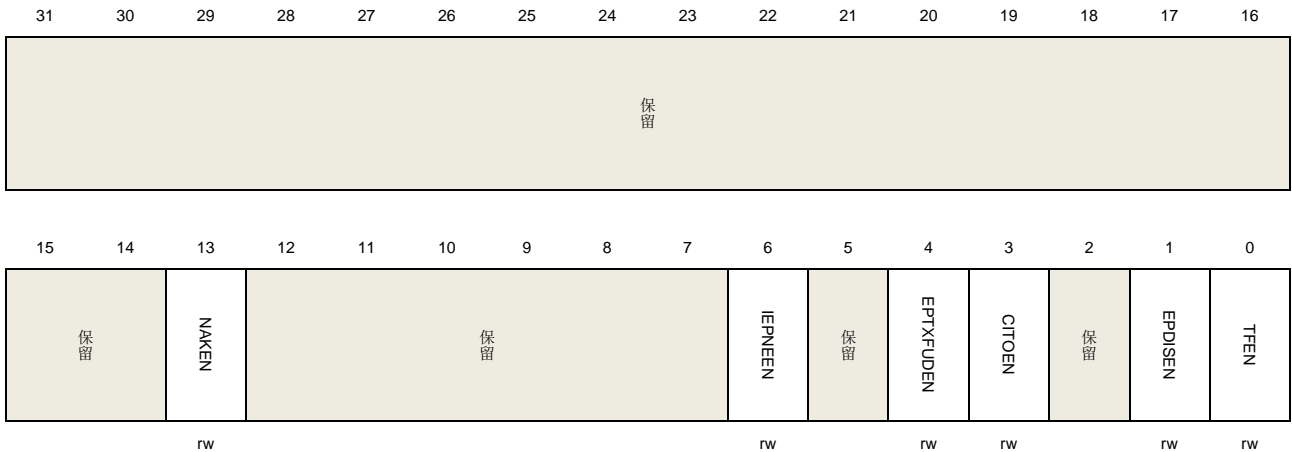 31 30 29 28 27 26 25 24 23 22 21 20 19 18 17 16
保留
15 14 13 12 11 10 9 8 7 6 5 4 3 2 1 0
保留 NAKEN 保留 IEPNEEN 保留 EPTXFUDEN CITOEN 保留 EPDISEN TFEN
rw rw rw rw rw rw